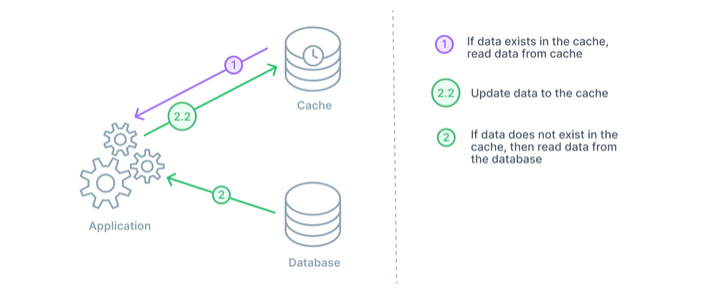 1
2.2
Cache
2
Application
Database
1
If data exists in the cache,
read data from cache
2.2
Update data to the cache
2
If data does not exist in the
cache, then read data from
the database